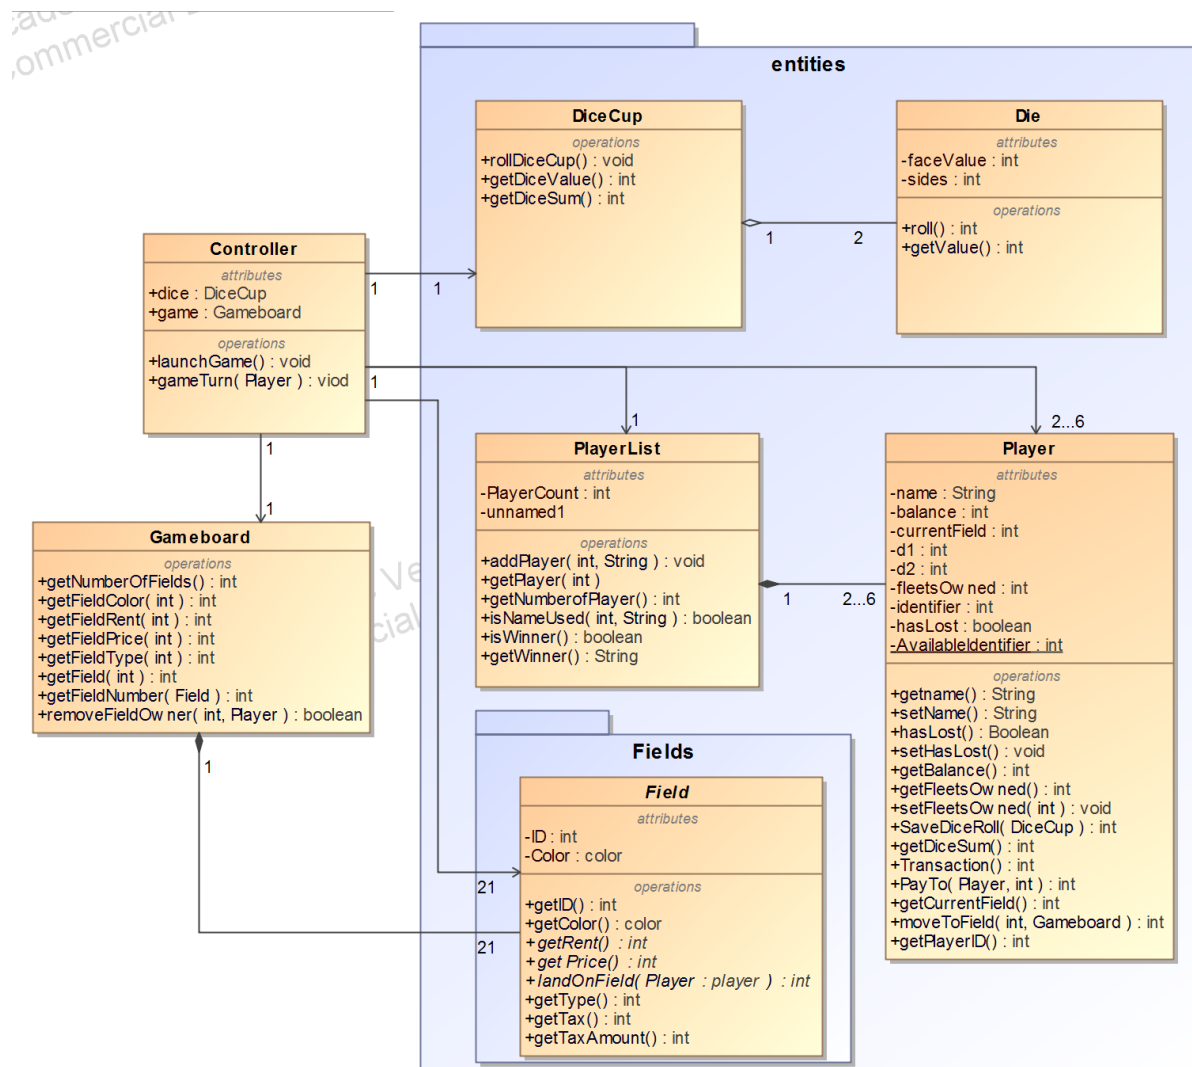 commercial
entities
DiceCup
operations
+rollDiceCup() : void
+getDiceValue() : int
+getDiceSum() : int
1
2
Die
attributes
-faceValue : int
-sides : int
operations
+roll() : int
+getValue() : int
Controller
attributes
+dice : DiceCup
+game : Gameboard
operations
+launchGame() : void
+gameTurn( Player ) : viod
1
1
1
1
2...6
1
1
Gameboard
operations
+getNumberOfFields() : int
+getFieldColor( int ) : int
+getFieldRent( int ) : int
+getFieldPrice( int ) : int
+getFieldType( int ) : int
+getField( int ) : int
+getFieldNumber( Field ) : int
+removeFieldOwner( int, Player ) : boolean
1
PlayerList
attributes
-PlayerCount : int
-unnamed1
operations
+addPlayer( int, String ) : void
+getPlayer( int )
+getNumberofPlayer() : int
+isNameUsed( int, String ) : boolean
+isWinner() : boolean
+getWinner() : String
1
2...6
Player
attributes
-name : String
-balance : int
-currentField : int
-d1 : int
-d2 : int
-fleetsOwned : int
-identifier : int
-hasLost : boolean
-AvailableIdentifier : int
operations
+getname() : String
+setName() : String
+hasLost() : Boolean
+setHasLost() : void
+getBalance() : int
+getFleetsOwned() : int
+setFleetsOwned( int ) : void
+SaveDiceRoll( DiceCup ) : int
+getDiceSum() : int
+Transaction() : int
+PayTo( Player, int ) : int
+getCurrentField() : int
+moveToField( int, Gameboard ) : int
+getPlayerID() : int
Fields
Field
attributes
-ID : int
-Color : color
operations
+getID() : int
+getColor() : color
+getRent() : int
+get Price() : int
+landOnField( Player : player ) : int
+getType() : int
+getTax() : int
+getTaxAmount() : int
21
21